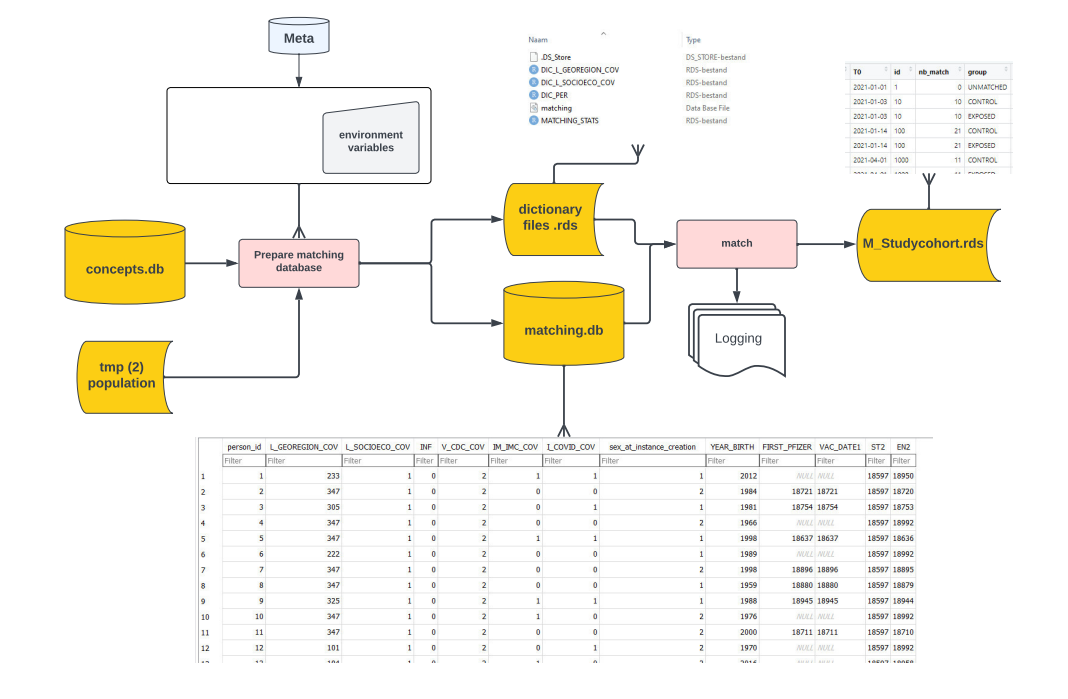 Meta
environment
variables
Naam Type
.DS_Store DS_STORE-bestand
DIC_L_GEOREGION_COV RDS-bestand
DIC_L_SOCIOECO_COV RDS-bestand
DIC_PER RDS-bestand
matching Data Base File
MATCHING_STATS RDS-bestand
T0 id nb_match group
2021-01-01 1 0 UNMATCHED
2021-01-03 10 10 CONTROL
2021-01-03 10 10 EXPOSED
2021-01-14 100 21 CONTROL
2021-01-14 100 21 EXPOSED
2021-04-01 1000 11 CONTROL
concepts.db
Prepare matching
database
tmp (2)
population
dictionary
files .rds
matching.db
match
Logging
M_Studycohort.rds
person_id L_GEOREGION_COV L_SOCIOECO_COV INF V_CDC_COV IM_IMC_COV I_COVID_COV sex_at_instance_creation YEAR_BIRTH FIRST_PFIZER VAC_DATE1 ST2 EN2
Filter Filter Filter Filter Filter Filter Filter Filter Filter Filter Filter Filter Filter
1 1 233 1 0 2 1 1 1 2012 NULL NULL 18597 18950
2 2 347 1 0 2 0 0 2 1984 18721 18721 18597 18720
3 3 305 1 0 2 0 1 1 1981 18754 18754 18597 18753
4 4 347 1 0 2 0 0 2 1966 NULL NULL 18597 18992
5 5 347 1 0 2 1 1 1 1998 18637 18637 18597 18636
6 6 222 1 0 2 0 0 1 1989 NULL NULL 18597 18992
7 7 347 1 0 2 0 0 2 1998 18896 18896 18597 18895
8 8 347 1 0 2 0 0 1 1959 18880 18880 18597 18879
9 9 325 1 0 2 1 1 1 1988 18945 18945 18597 18944
10 10 347 1 0 2 1 0 2 1976 NULL NULL 18597 18992
11 11 347 1 0 2 0 0 2 2000 18711 18711 18597 18710
12 12 101 1 0 2 0 1 2 1970 NULL NULL 18597 18992